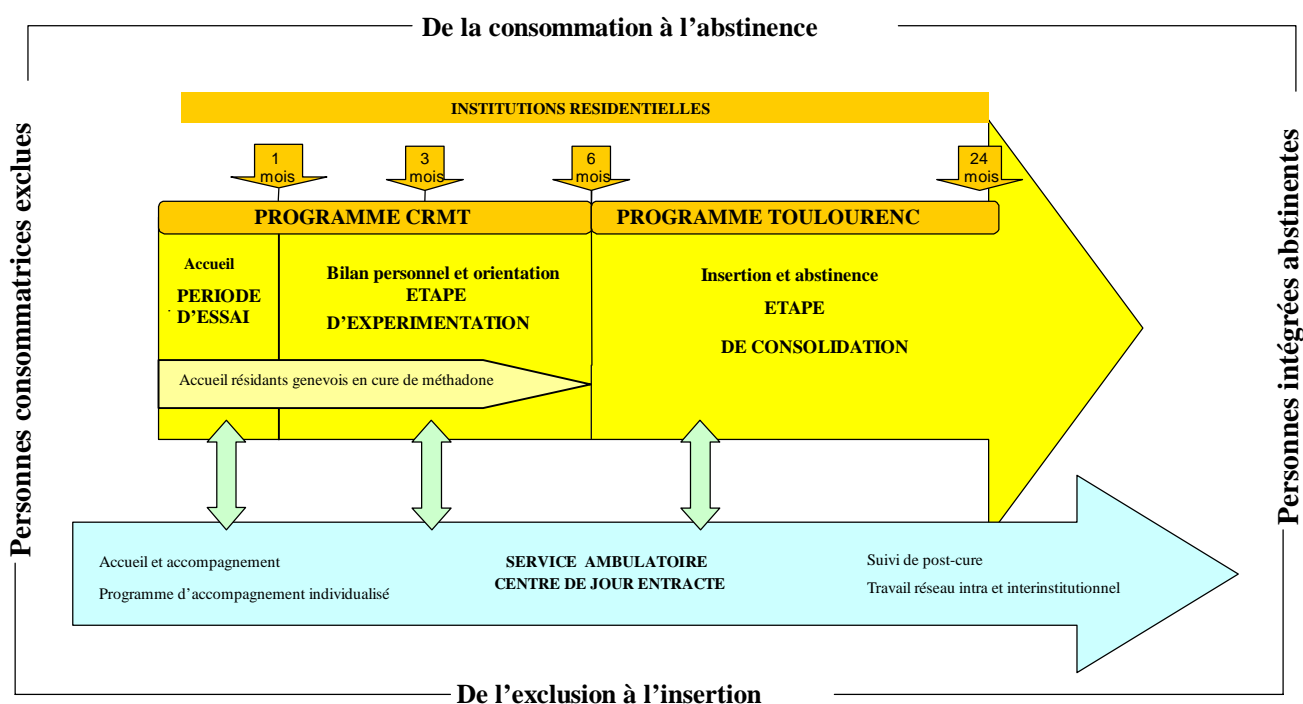 De la consommation à l’abstinence
Personnes consommatrices exclues
Personnes intégrées abstinentes
INSTITUTIONS RESIDENTIELLES
1
mois
3
mois
6
mois
24
mois
PROGRAMME CRMT
PROGRAMME TOULOURENC
Accueil
PERIODE
D’ESSAI
Bilan personnel et orientation
ETAPE
D’EXPERIMENTATION
Insertion et abstinence
ETAPE
DE CONSOLIDATION
Accueil résidants genevois en cure de méthadone
Accueil et accompagnement
Programme d’accompagnement individualisé
SERVICE AMBULATOIRE
CENTRE DE JOUR ENTRACTE
Suivi de post-cure
Travail réseau intra et interinstitutionnel
De l’exclusion à l’insertion